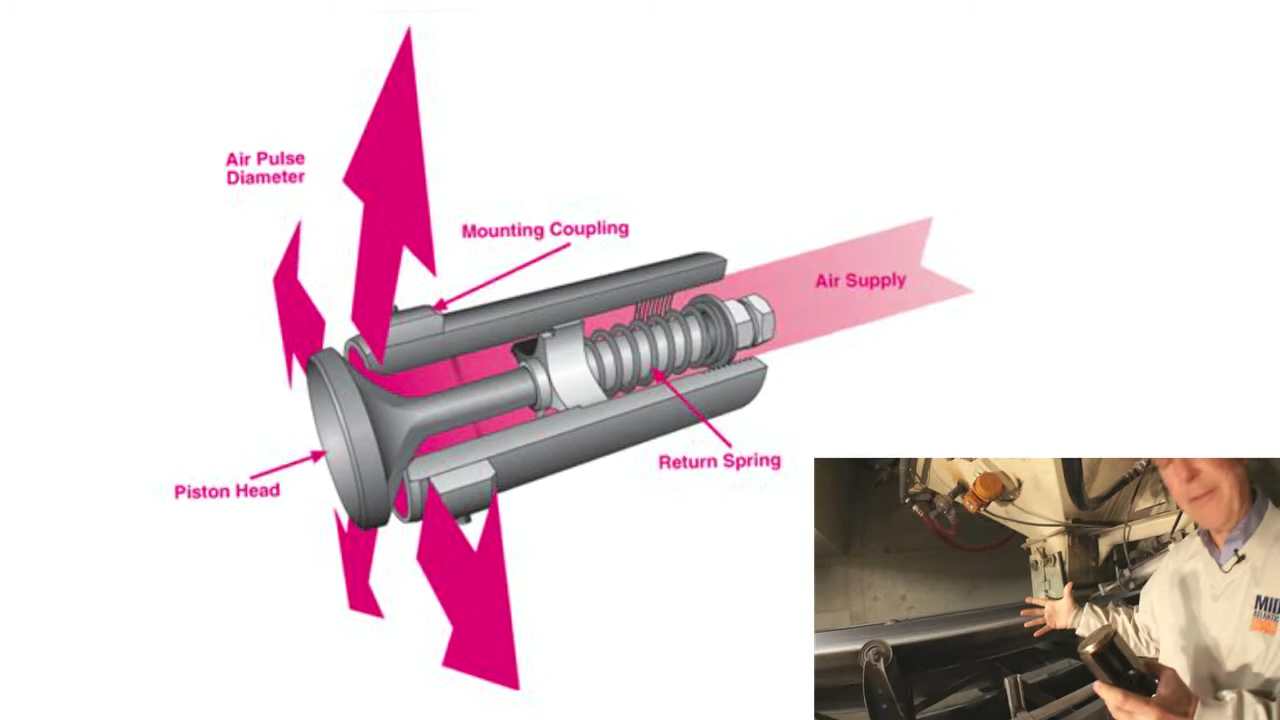 Air Pulse
Diameter
Mounting Coupling
Air Supply
Return Spring
Piston Head